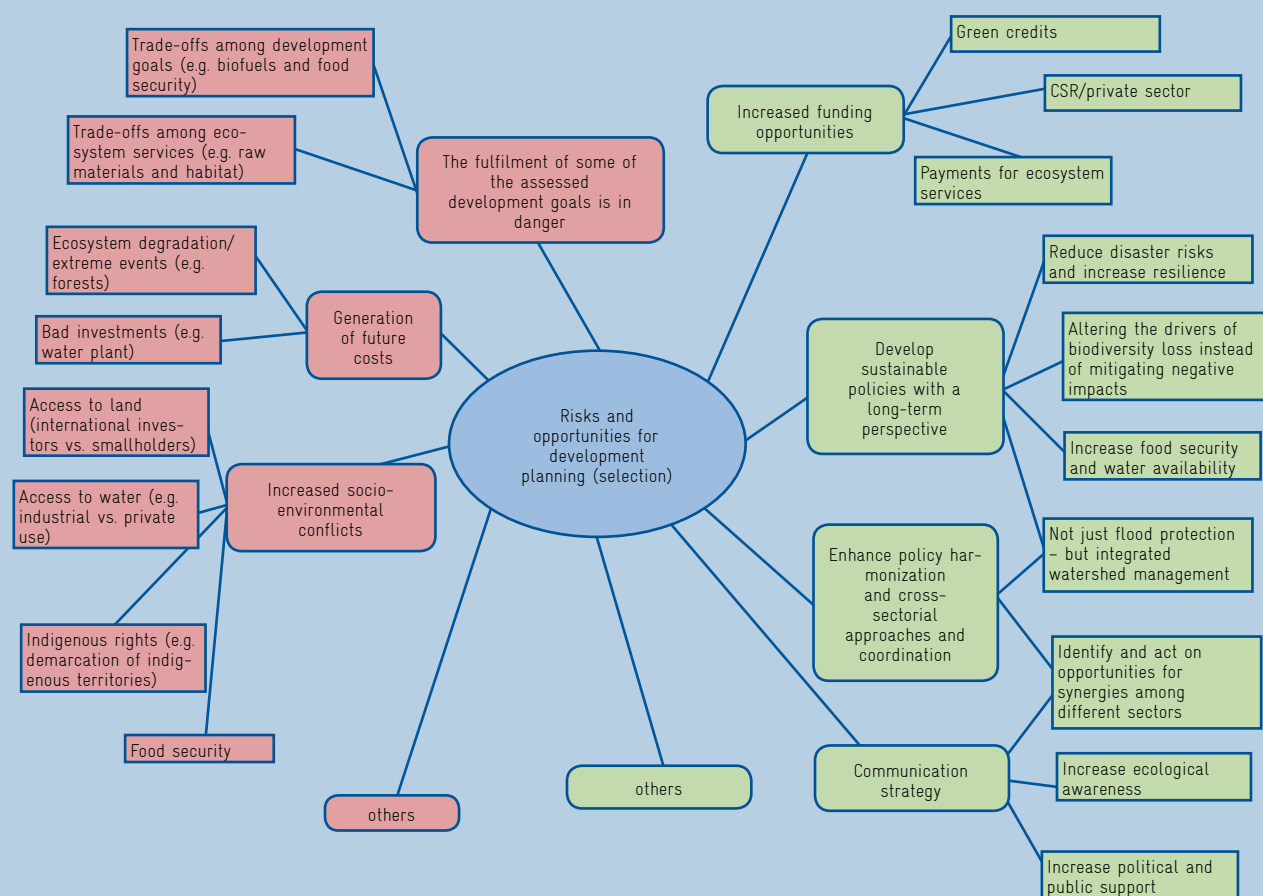 Trade-offs among development
goals (e.g. biofuels and food
security)
Trade-offs among eco-
system services (e.g. raw
materials and habitat)
The fulfilment of some of
the assessed
development goals is in
danger
Ecosystem degradation/
extreme events (e.g.
forests)
Bad investments (e.g.
water plant)
Generation
of future
costs
Access to land
(international inves-
tors vs. smallholders)
Access to water (e.g.
industrial vs. private
use)
Increased socio-
environmental
conflicts
Indigenous rights (e.g.
demarcation of indig-
enous territories)
Food security
others
Risks and
opportunities for
development
planning (selection)
others
Increased funding
opportunities
Green credits
CSR/private sector
Payments for ecosystem
services
Develop
sustainable
policies with a
long-term
perspective
Reduce disaster risks
and increase resilience
Altering the drivers of
biodiversity loss instead
of mitigating negative
impacts
Increase food security
and water availability
Not just flood protection
– but integrated
watershed management
Enhance policy har-
monization
and cross-
sectorial
approaches and
coordination
Identify and act on
opportunities for
synergies among
different sectors
Communication
strategy
Increase ecological
awareness
Increase political and
public support